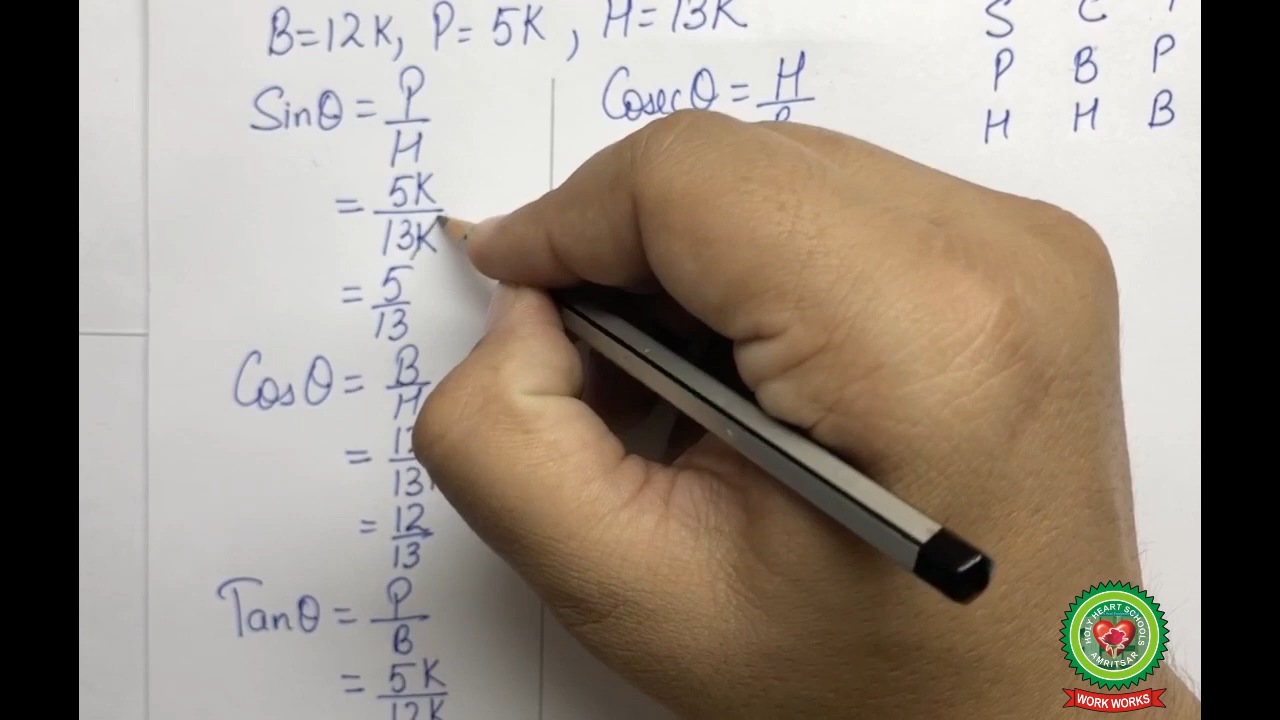 B=12K, P=5K, H=13K
Sinθ = P/H
= 5K/13K
= 5/13
Cosθ = B/H
= 12/13
Tanθ = P/B
= 5K/12K
Cosecθ = H
S C
P B P
H H B
HOLY HEART SCHOOLS
AMRITSAR
WORK WORKS